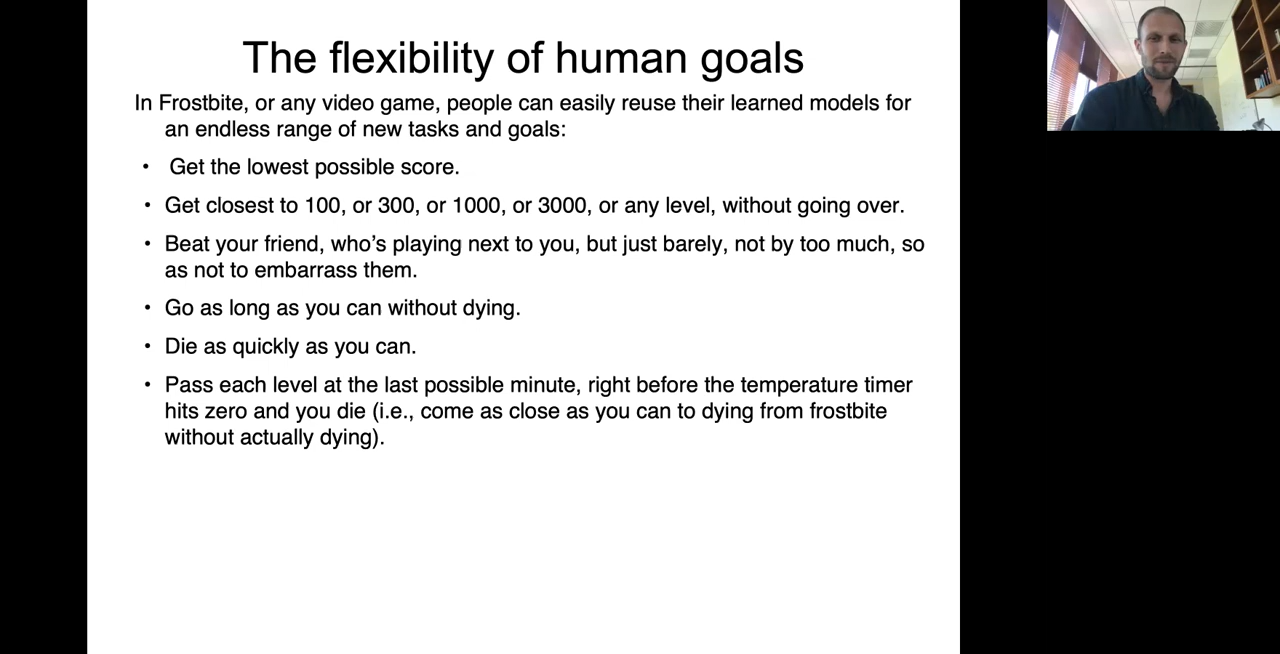 The flexibility of human goals
In Frostbite, or any video game, people can easily reuse their learned models for
an endless range of new tasks and goals:
• Get the lowest possible score.
• Get closest to 100, or 300, or 1000, or 3000, or any level, without going over.
• Beat your friend, who's playing next to you, but just barely, not by too much, so
as not to embarrass them.
• Go as long as you can without dying.
• Die as quickly as you can.
• Pass each level at the last possible minute, right before the temperature timer
hits zero and you die (i.e., come as close as you can to dying from frostbite
without actually dying).